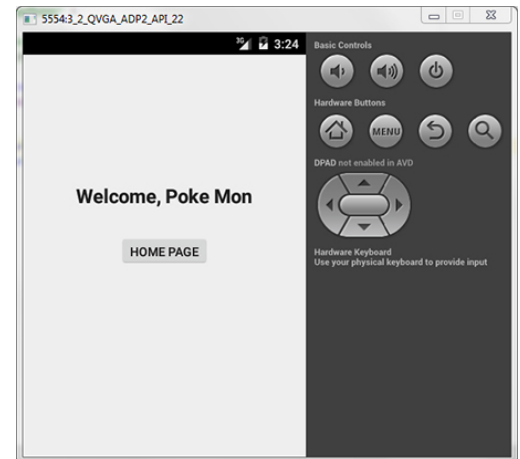 5554:3_2_QVGA_ADP2_API_22
3G 3:24
Welcome, Poke Mon
HOME PAGE
Basic Controls
Hardware Buttons
MENU
DPAD not enabled in AVD
Hardware Keyboard
Use your physical keyboard to provide input